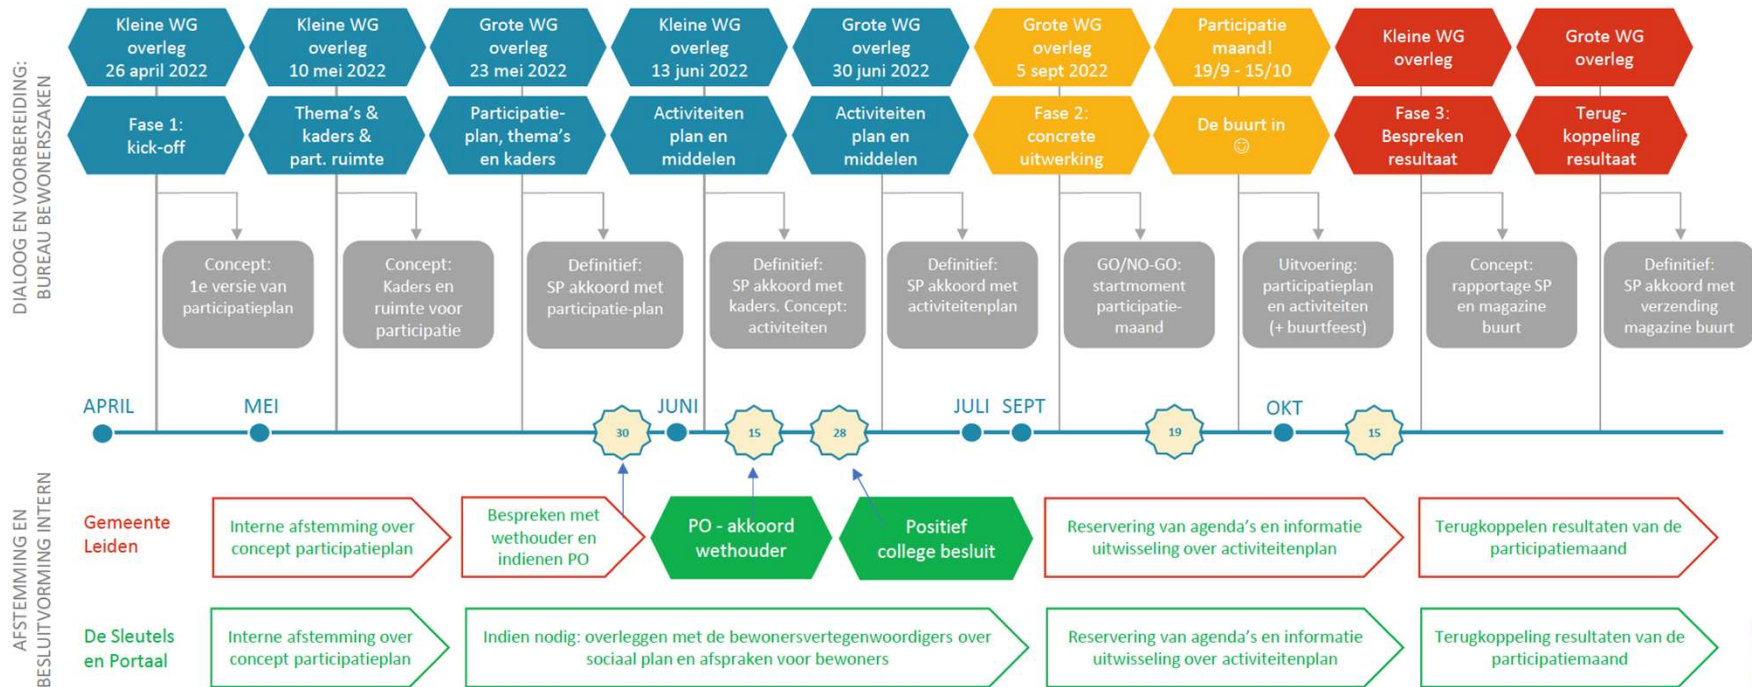 DIALOOG EN VOORBEREIDING:
BUREAU BEWONERSZAKEN
Kleine WG
overleg
26 april 2022
Kleine WG
overleg
10 mei 2022
Grote WG
overleg
23 mei 2022
Kleine WG
overleg
13 juni 2022
Grote WG
overleg
30 juni 2022
Grote WG
overleg
5 sept 2022
Participatie
maand!
19/9 - 15/10
Kleine WG
overleg
Grote WG
overleg
Fase 1:
kick-off
Thema's &
kaders &
part. ruimte
Participatie-
plan, thema's
en kaders
Activiteiten
plan en
middelen
Activiteiten
plan en
middelen
Fase 2:
concrete
uitwerking
De buurt in
☺
Fase 3:
Bespreken
resultaat
Terug-
koppeling
resultaat
Concept:
1e versie van
participatieplan
Concept:
Kaders en
ruimte voor
participatie
Definitief:
SP akkoord met
participatie-plan
Definitief:
SP akkoord met
kaders. Concept:
activiteiten
Definitief:
SP akkoord met
activiteitenplan
GO/NO-GO:
startmoment
participatie-
maand
Uitvoering:
participatieplan
en activiteiten
(+ buurtfeest)
Concept:
rapportage SP
en magazine
buurt
Definitief:
SP akkoord met
verzending
magazine buurt
APRIL
MEI
30
JUNI
15
28
JULI
SEPT
19
OKT
15
AFSTEMMING EN
BESLUITVORMING INTERN
Gemeente
Leiden
Interne afstemming over
concept participatieplan
Bespreken met
wethouder en
indienen PO
PO - akkoord
wethouder
Positief
college besluit
Reservering van agenda's en informatie
uitwisseling over activiteitenplan
Terugkoppelen resultaten van de
participatiemaand
De Sleutels
en Portaal
Interne afstemming over
concept participatieplan
Indien nodig: overleggen met de bewonersvertegenwoordigers over
sociaal plan en afspraken voor bewoners
Reservering van agenda's en informatie
uitwisseling over activiteitenplan
Terugkoppeling resultaten van de
participatiemaand